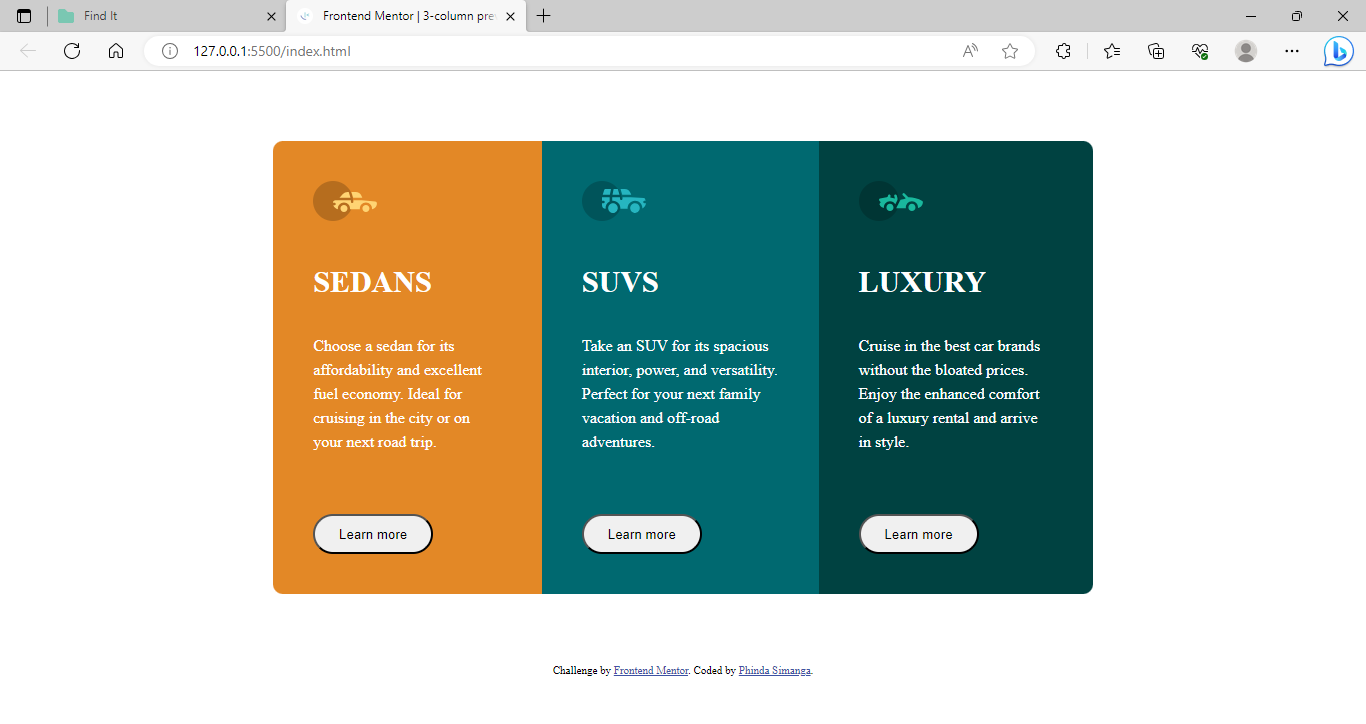 Find It
Frontend Mentor | 3-column pre
127.0.0.1:5500/index.html
SEDANS
Choose a sedan for its
affordability and excellent
fuel economy. Ideal for
cruising in the city or on
your next road trip.
Learn more
SUVS
Take an SUV for its spacious
interior, power, and versatility.
Perfect for your next family
vacation and off-road
adventures.
Learn more
LUXURY
Cruise in the best car brands
without the bloated prices.
Enjoy the enhanced comfort
of a luxury rental and arrive
in style.
Learn more
Challenge by Frontend Mentor. Coded by Phinda Simanga.